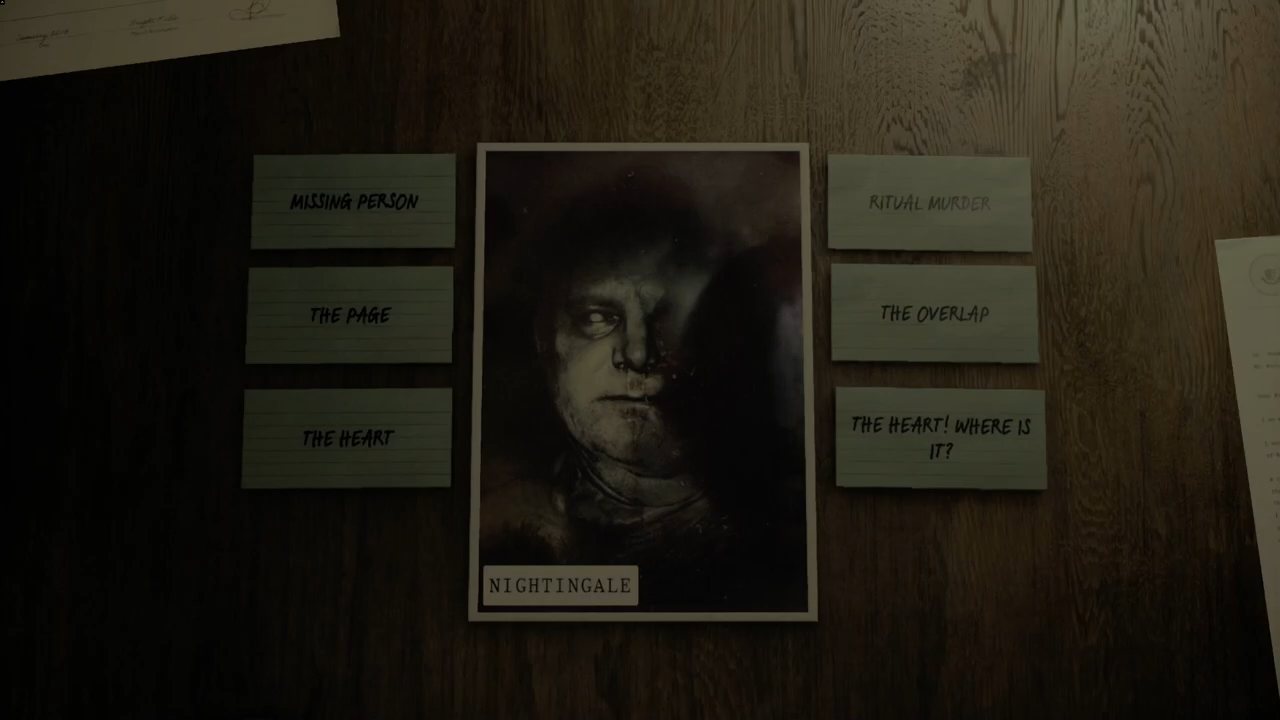 MISSING PERSON
THE PAGE
THE HEART
NIGHTINGALE
RITUAL MURDER
THE OVERLAP
THE HEART! WHERE IS
IT?